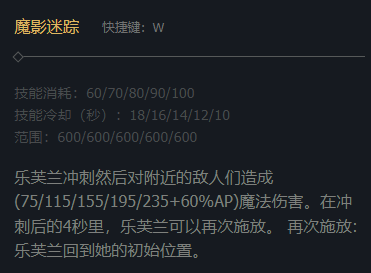 魔影迷踪 快捷键：W
技能消耗：60/70/80/90/100
技能冷却（秒）：18/16/14/12/10
范围：600/600/600/600/600
乐芙兰冲刺然后对附近的敌人们造成
(75/115/155/195/235+60%AP)魔法伤害。在冲
刺后的4秒里，乐芙兰可以再次施放。 再次施放:
乐芙兰回到她的初始位置。